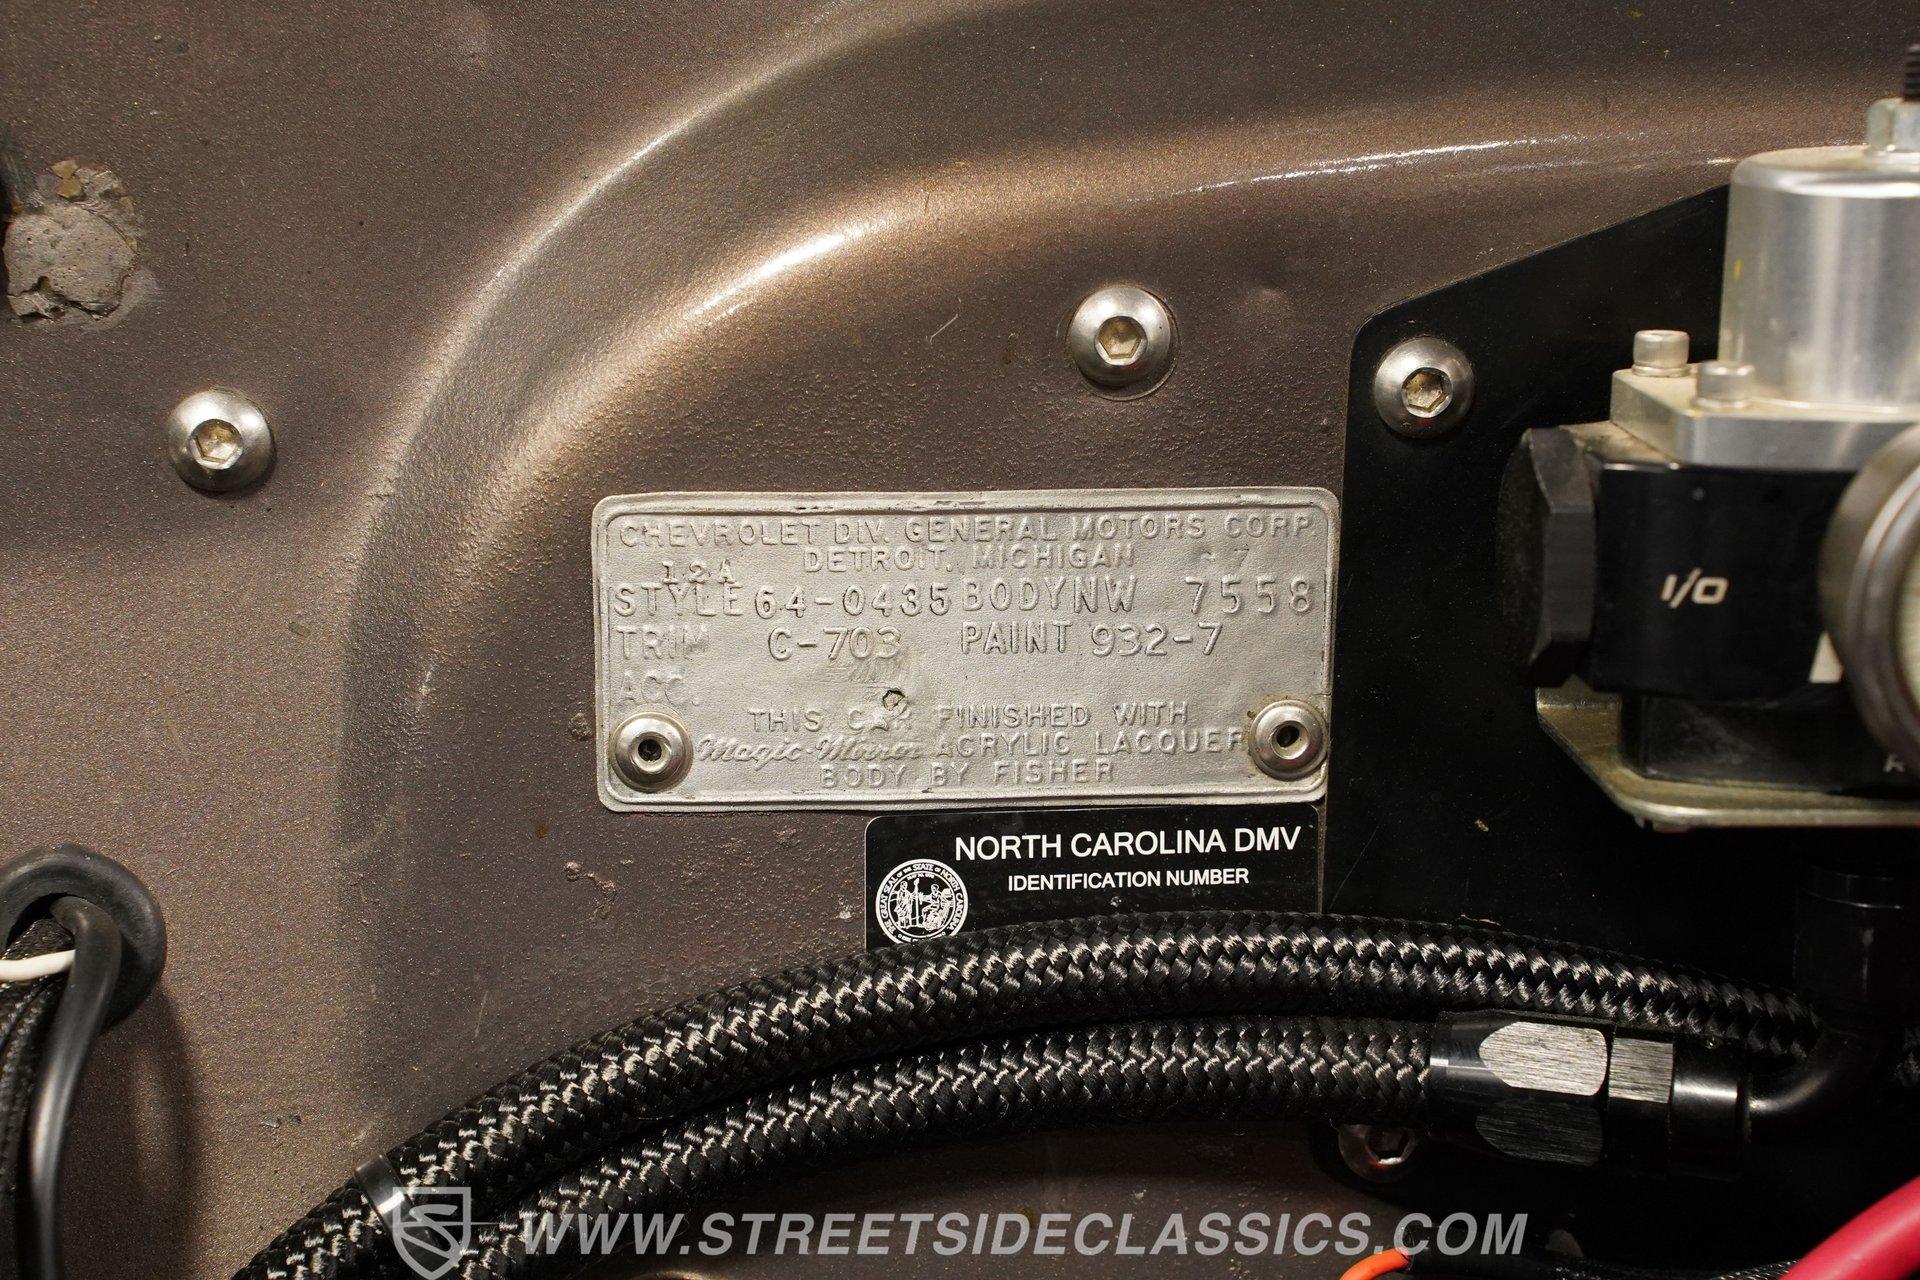 CHEVROLET DIV. GENERAL MOTORS CORP.
DETROIT, MICHIGAN
12A
STYLE 64-0435 BODY NW 7558
TRIM C-703 PAINT 932-7
ACC.
THIS CAR FINISHED WITH
Magic-Mirror ACRYLIC LACQUER
BODY BY FISHER
I/O
NORTH CAROLINA DMV
IDENTIFICATION NUMBER
WWW.STREETSIDECLASSICS.COM